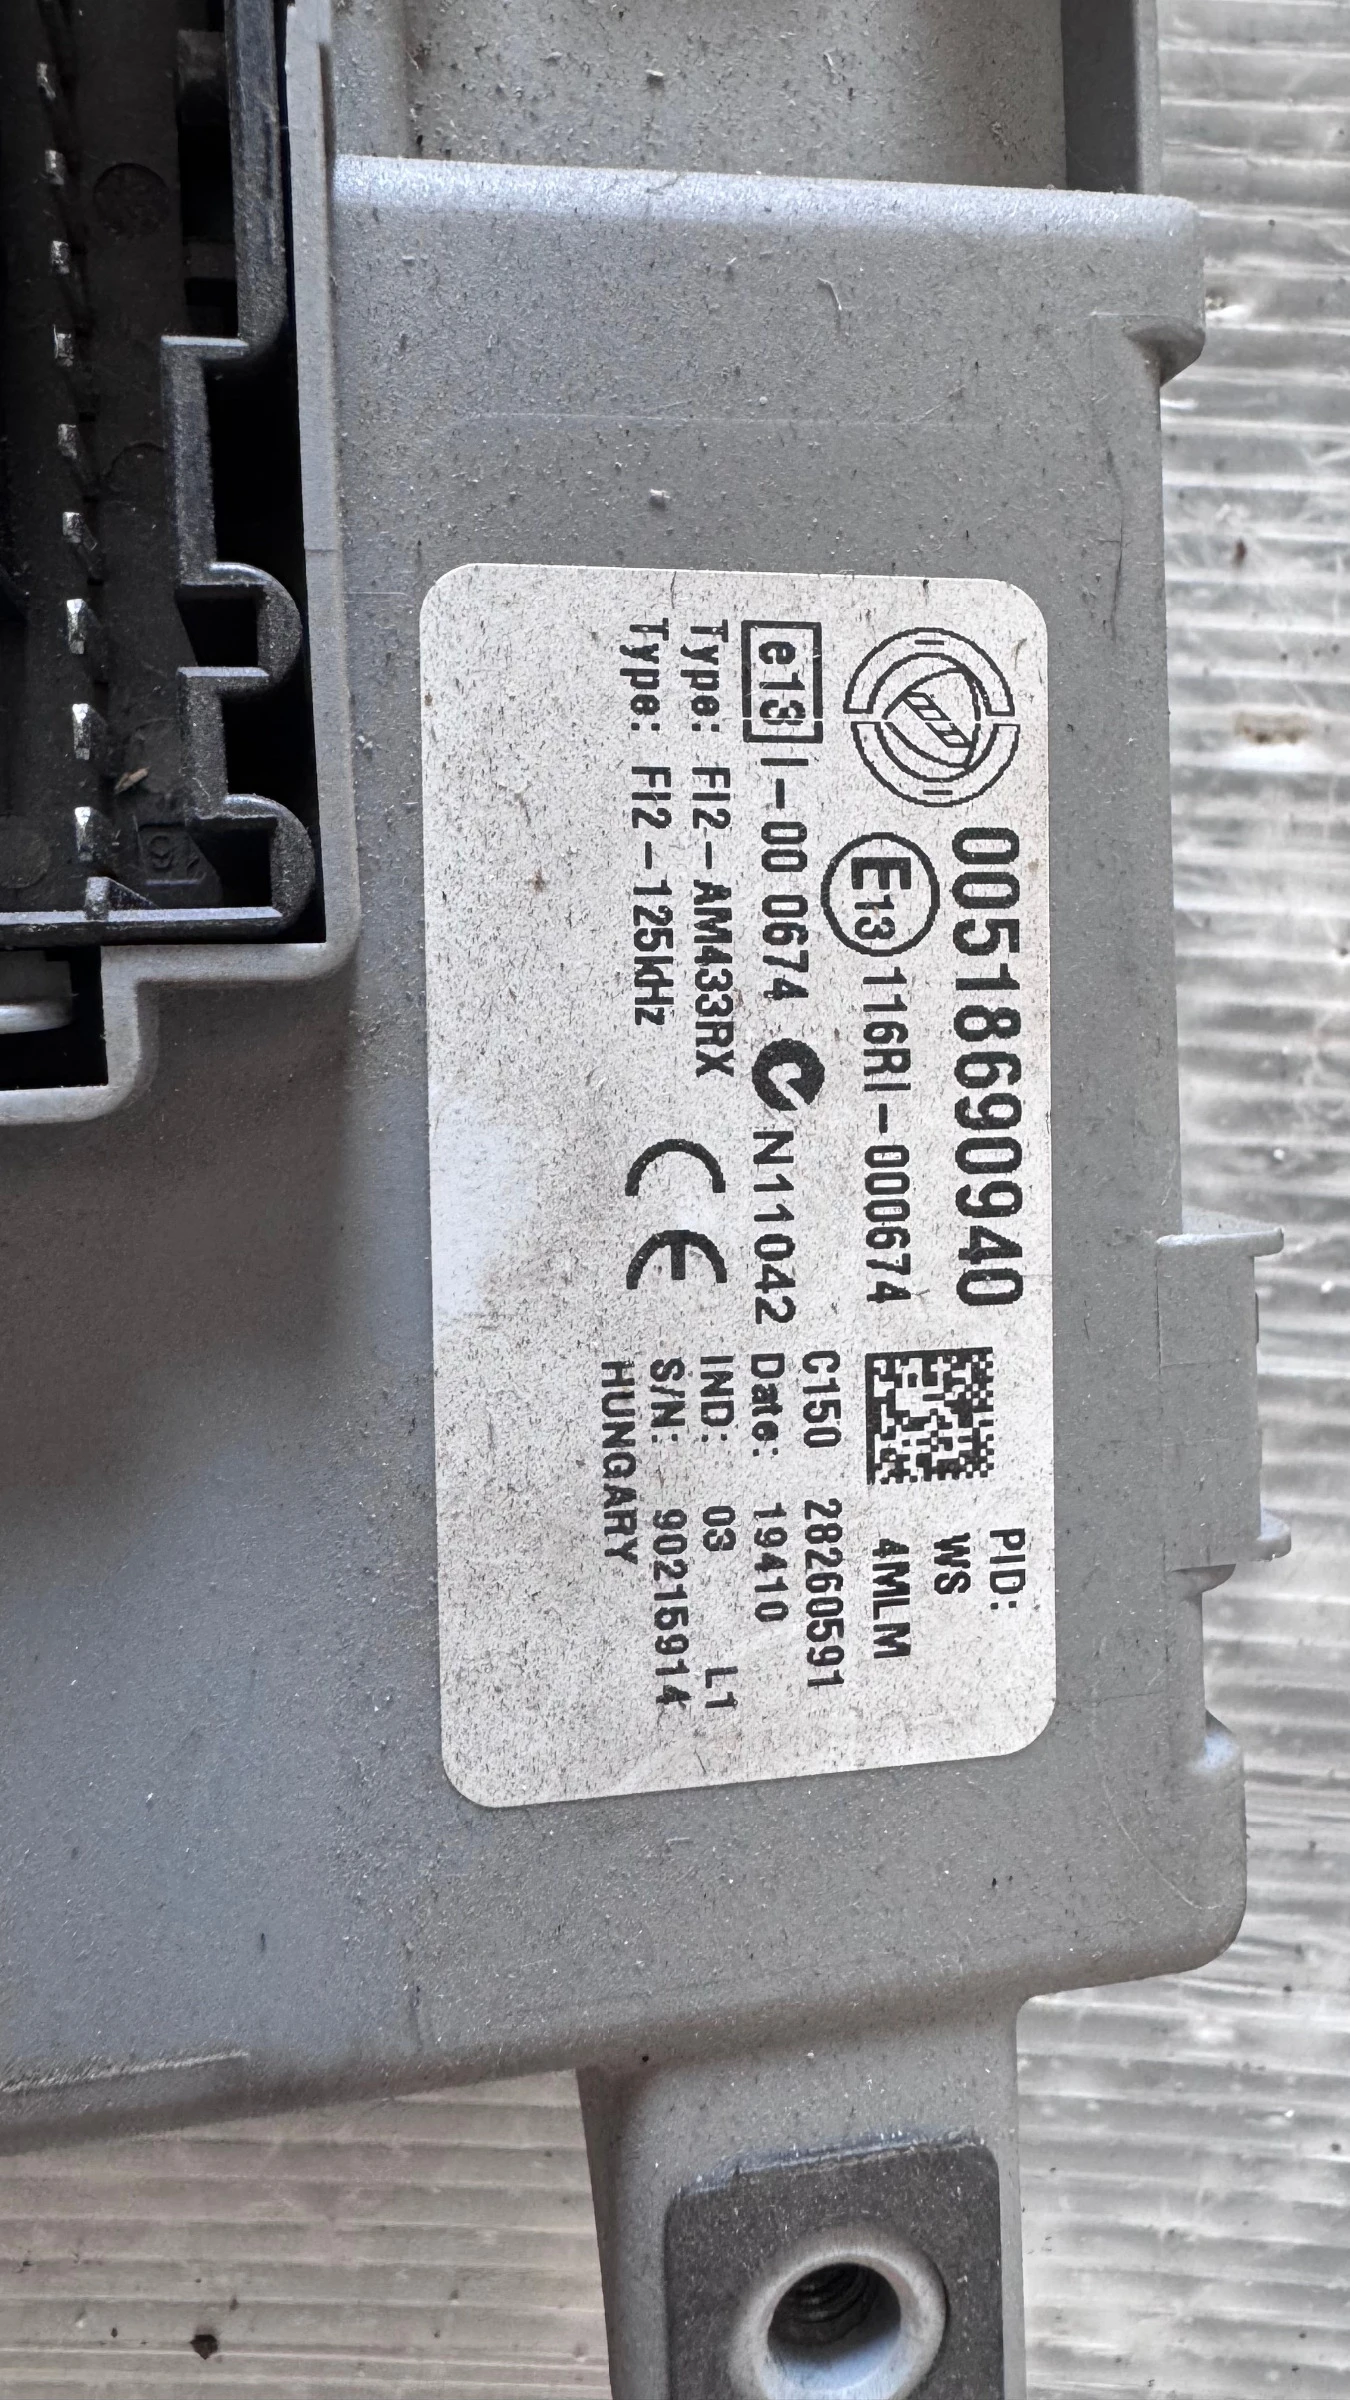 00518690940
E13 116RI-000674
e13 I-00 0674 N11042
Type: FI2-AM433RX
Type: FI2-125kHz
CE
PID:
WS
4MLM
C150 28260591
Date: 19410
IND: 03 L1
S/N: 90215914
HUNGARY